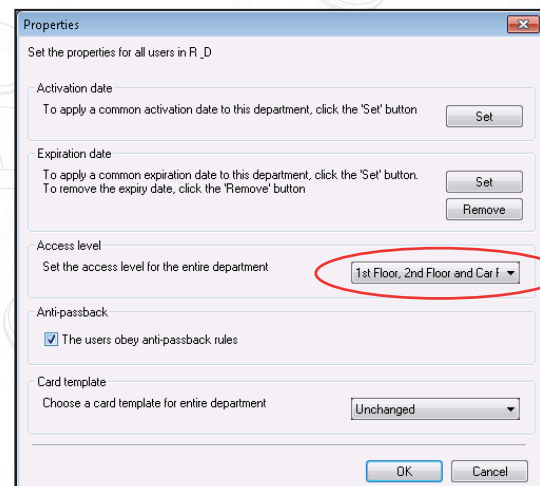 Properties
Set the properties for all users in R_D
Activation date
To apply a common activation date to this department, click the 'Set' button
Set
Expiration date
To apply a common expiration date to this department, click the 'Set' button.
To remove the expiry date, click the 'Remove' button
Set
Remove
Access level
Set the access level for the entire department
1st Floor, 2nd Floor and Car F
Anti-passback
The users obey anti-passback rules
Card template
Choose a card template for entire department
Unchanged
OK
Cancel